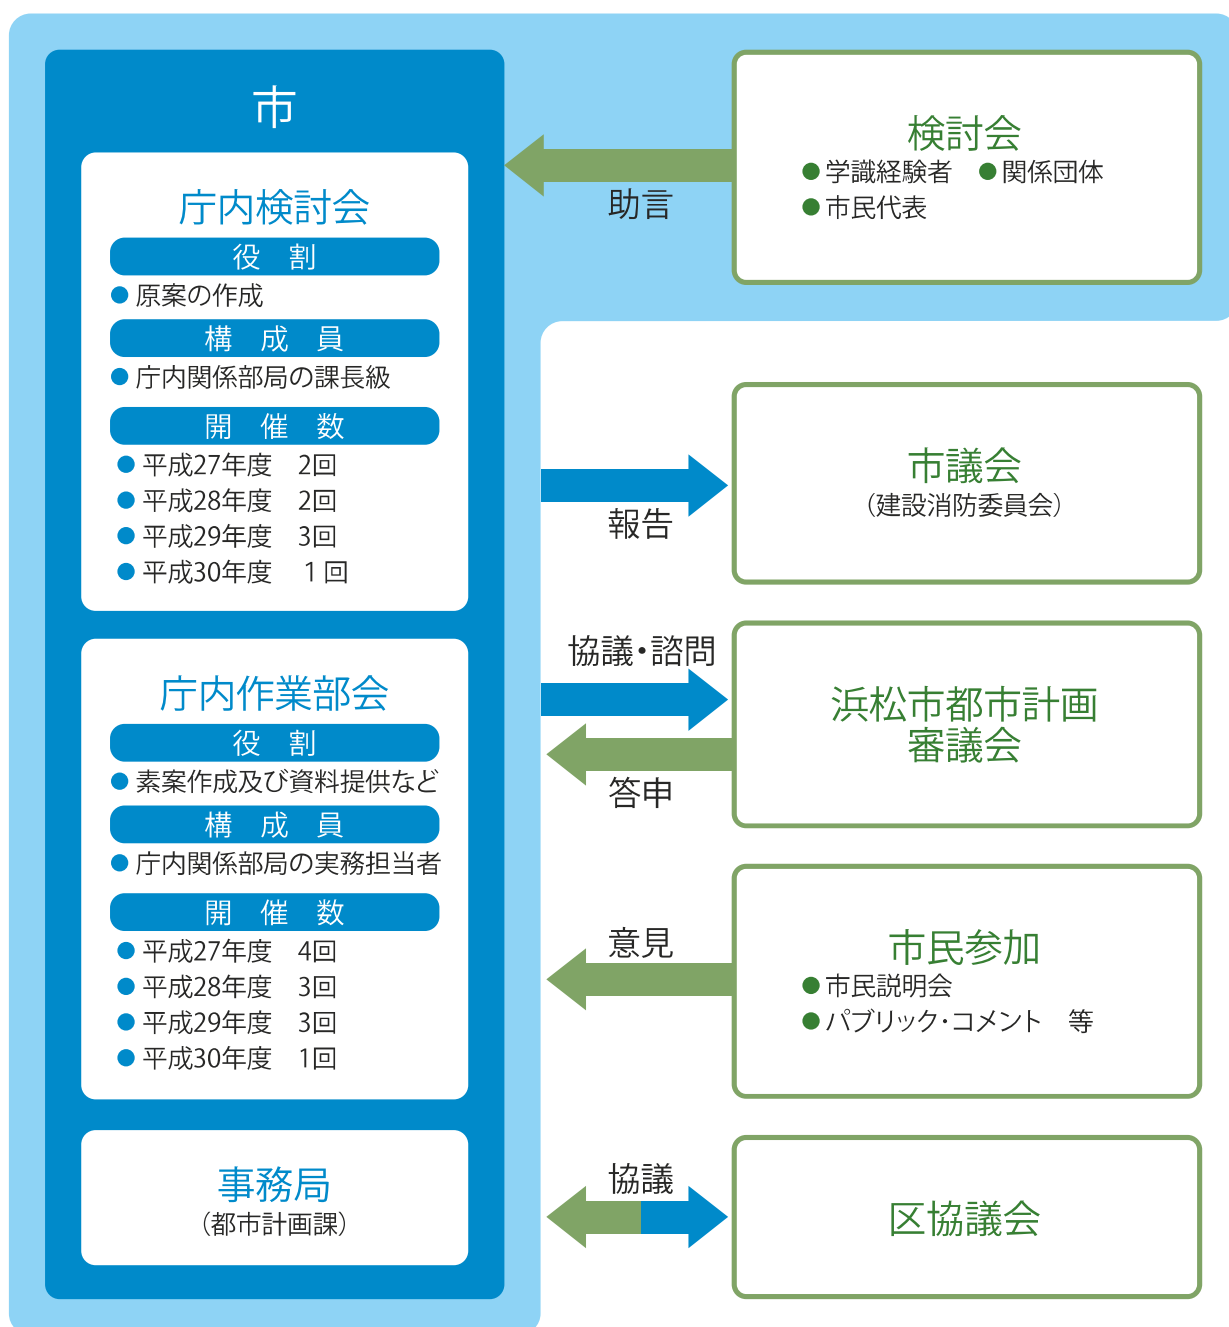 市
庁内検討会
役　割
●原案の作成
構　成　員
●庁内関係部局の課長級
開　催　数
●平成27年度　2回
●平成28年度　2回
●平成29年度　3回
●平成30年度　1回
庁内作業部会
役　割
●素案作成及び資料提供など
構　成　員
●庁内関係部局の実務担当者
開　催　数
●平成27年度　4回
●平成28年度　3回
●平成29年度　3回
●平成30年度　1回
事務局
（都市計画課）
助言
検討会
●学識経験者　●関係団体
●市民代表
報告
市議会
（建設消防委員会）
協議・諮問
答申
浜松市都市計画
審議会
意見
市民参加
●市民説明会
●パブリック・コメント　等
協議
区協議会